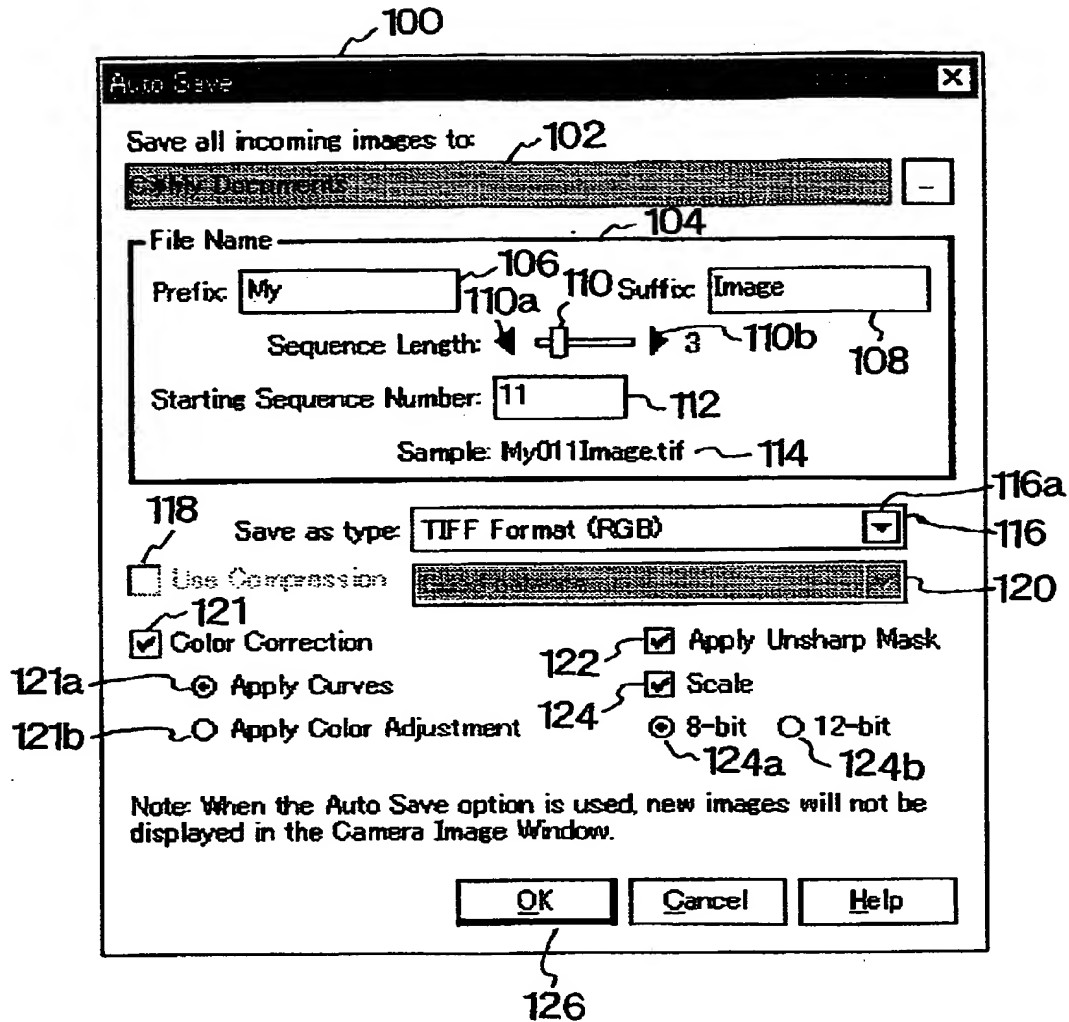 100
Auto Save
Save all incoming images to:
102
My Documents
104
File Name
Prefix: My
106
110
Suffix: Image
110a
108
Sequence Length:
3
110b
Starting Sequence Number: 11
112
Sample: My011Image.tif
114
118
Save as type: TIFF Format (RGB)
116a
116
Use Compression
120
121
Color Correction
122
Apply Unsharp Mask
121a
Apply Curves
124
Scale
121b
Apply Color Adjustment
8-bit
12-bit
124a
124b
Note: When the Auto Save option is used, new images will not be
displayed in the Camera Image Window.
OK
Cancel
Help
126